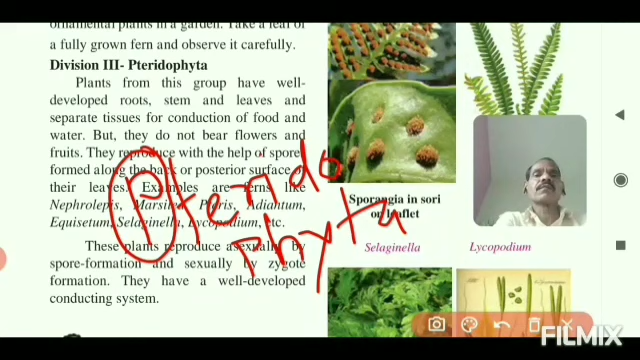 ornamental plants in a garden. Take a leaf of
a fully grown fern and observe it carefully.
Division III- Pteridophyta
Plants from this group have well-
developed roots, stem and leaves and
separate tissues for conduction of food and
water. But, they do not bear flowers and
fruits. They reproduce with the help of spores
formed along the back or posterior surface of
their leaves. Examples are ferns like
Nephrolepis, Marsilea, Pteris, Adiantum,
Equisetum, Selaginella, Lycopodium, etc.
These plants reproduce asexually by
spore-formation and sexually by zygote
formation. They have a well-developed
conducting system.
Pterido
Phyta
Sporangia in sori
on leaflet
Selaginella
Lycopodium
FILMIX